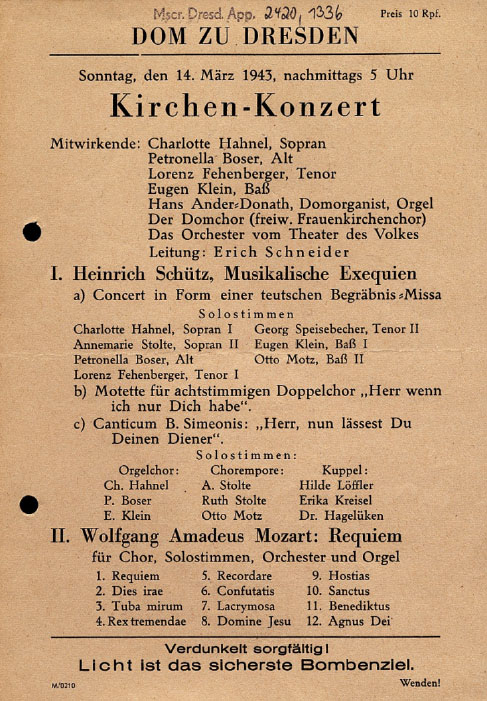 Mscr. Dresd. App. 2420, 1336
Preis 10 Rpf.
DOM ZU DRESDEN
Sonntag, den 14. März 1943, nachmittags 5 Uhr
Kirchen-Konzert
Mitwirkende: Charlotte Hahnel, Sopran
Petronella Boser, Alt
Lorenz Fehenberger, Tenor
Eugen Klein, Baß
Hans Ander-Donath, Domorganist, Orgel
Der Domchor (freiw. Frauenkirchenchor)
Das Orchester vom Theater des Volkes
Leitung: Erich Schneider
I. Heinrich Schütz, Musikalische Exequien
a) Concert in Form einer teutschen Begräbnis-Missa
Solostimmen
Charlotte Hahnel, Sopran I Georg Speisebecher, Tenor II
Annemarie Stolte, Sopran II Eugen Klein, Baß I
Petronella Boser, Alt Otto Motz, Baß II
Lorenz Fehenberger, Tenor I
b) Motette für achtstimmigen Doppelchor „Herr wenn
ich nur Dich habe“.
c) Canticum B. Simeonis: „Herr, nun lässest Du
Deinen Diener“.
Solostimmen:
Orgelchor: Chorempore: Kuppel:
Ch. Hahnel A. Stolte Hilde Löffler
P. Boser Ruth Stolte Erika Kreisel
E. Klein Otto Motz Dr. Hagelüken
II. Wolfgang Amadeus Mozart: Requiem
für Chor, Solostimmen, Orchester und Orgel
1. Requiem 5. Recordare 9. Hostias
2. Dies irae 6. Confutatis 10. Sanctus
3. Tuba mirum 7. Lacrymosa 11. Benediktus
4. Rex tremendae 8. Domine Jesu 12. Agnus Dei
Verdunkelt sorgfältig!
Licht ist das sicherste Bombenziel.
M/0210
Wenden!